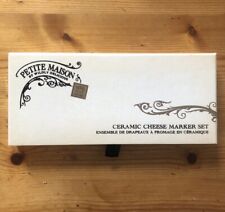 PETITE MAISON
CERAMIC CHEESE MARKER SET
ENSEMBLE DE DRAPEAUX À FROMAGE EN CÉRAMIQUE